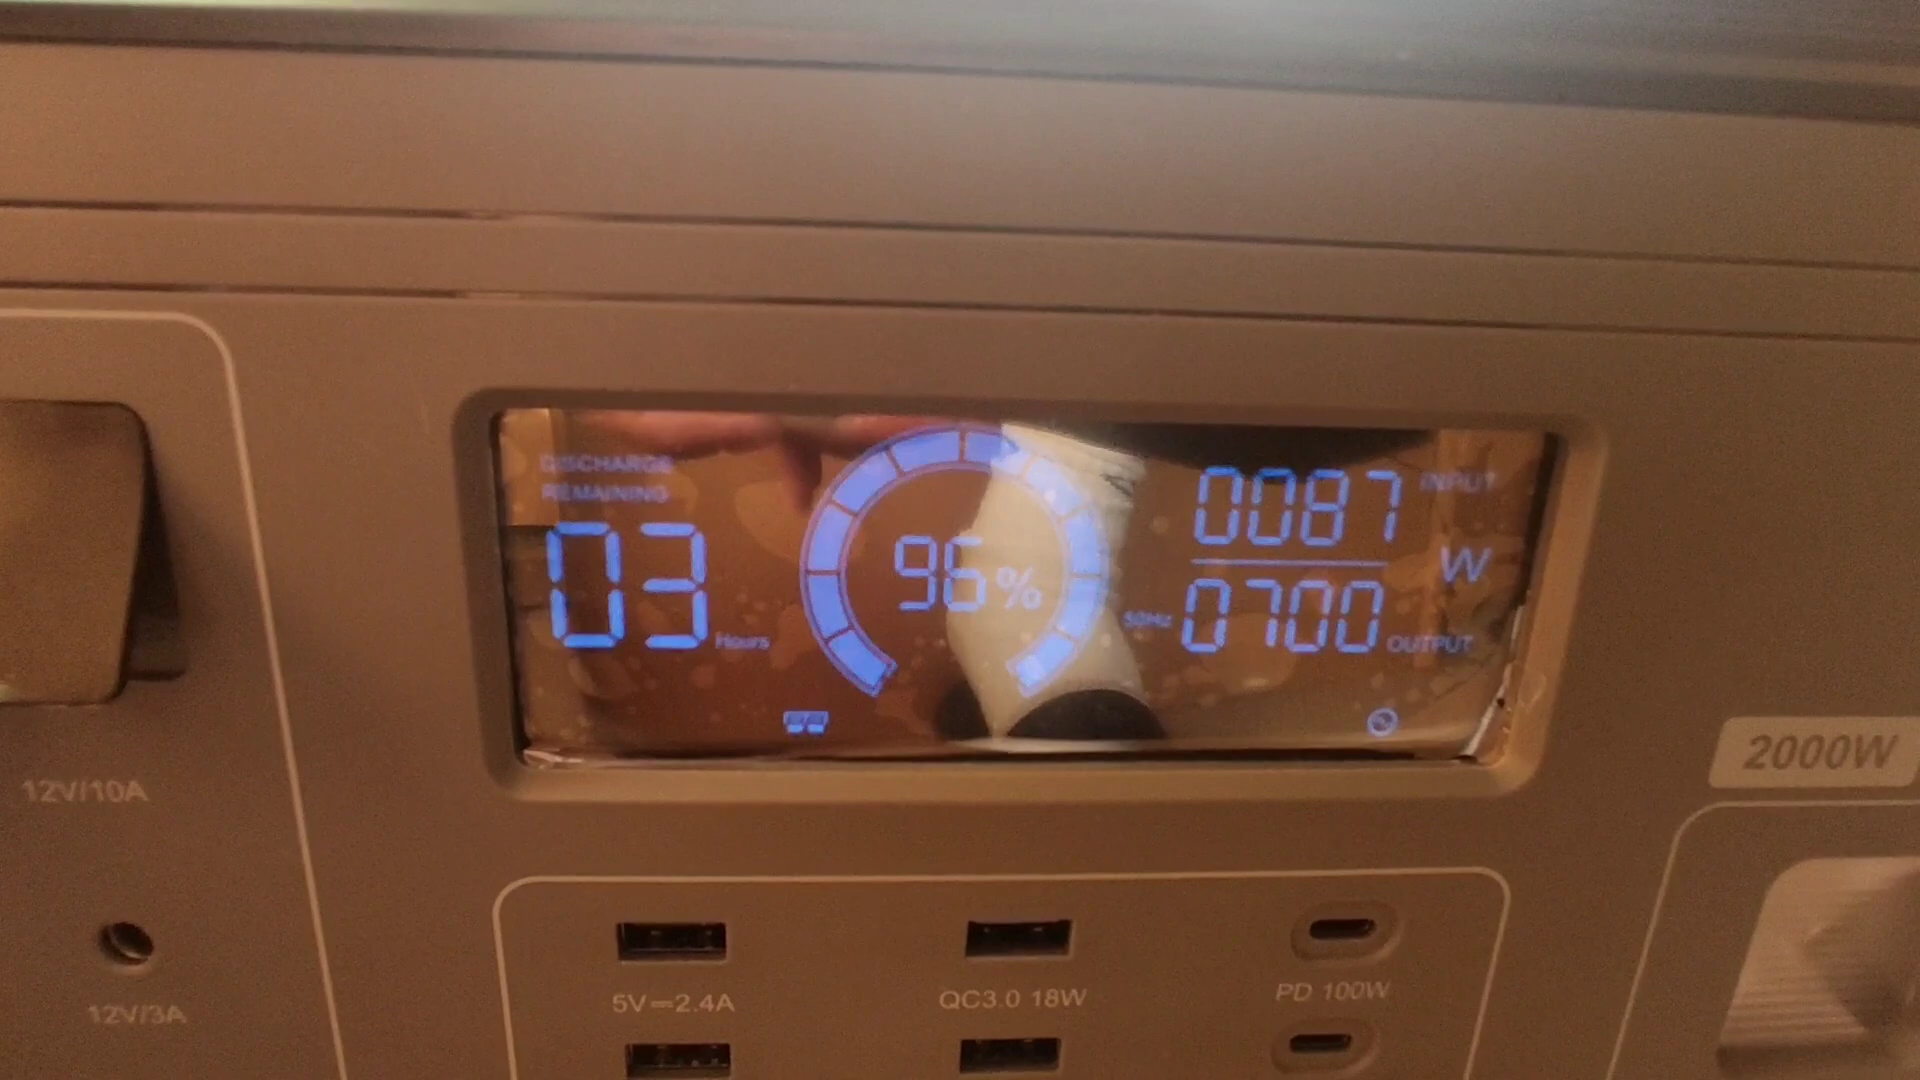 DISCHARGE
REMAINING
03 Hours
96%
0087 INPUT
W
50Hz 0700 OUTPUT
2000W
12V/10A
12V/3A
5V⎓2.4A
QC3.0 18W
PD 100W